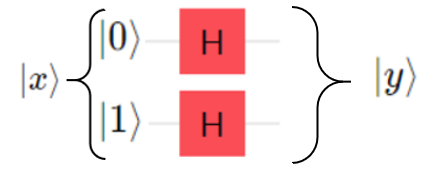 |0⟩ H
|x⟩ |y⟩
|1⟩ H